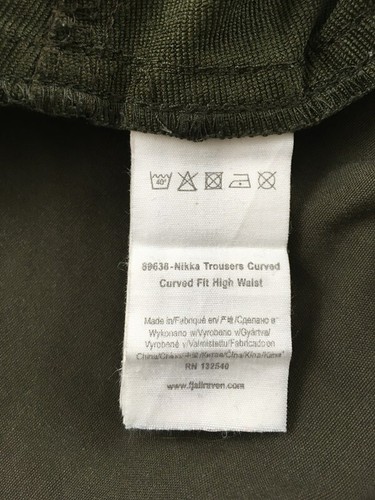 40°
89638-Nikka Trousers Curved
Curved Fit High Waist
Made in/Fabriqué en/
Wykonano w/Vyrobeno w/Gyártva/
Vyrobené v/Valmistettu/Fabricado en
China/
RN 132540
www.fjallraven.com